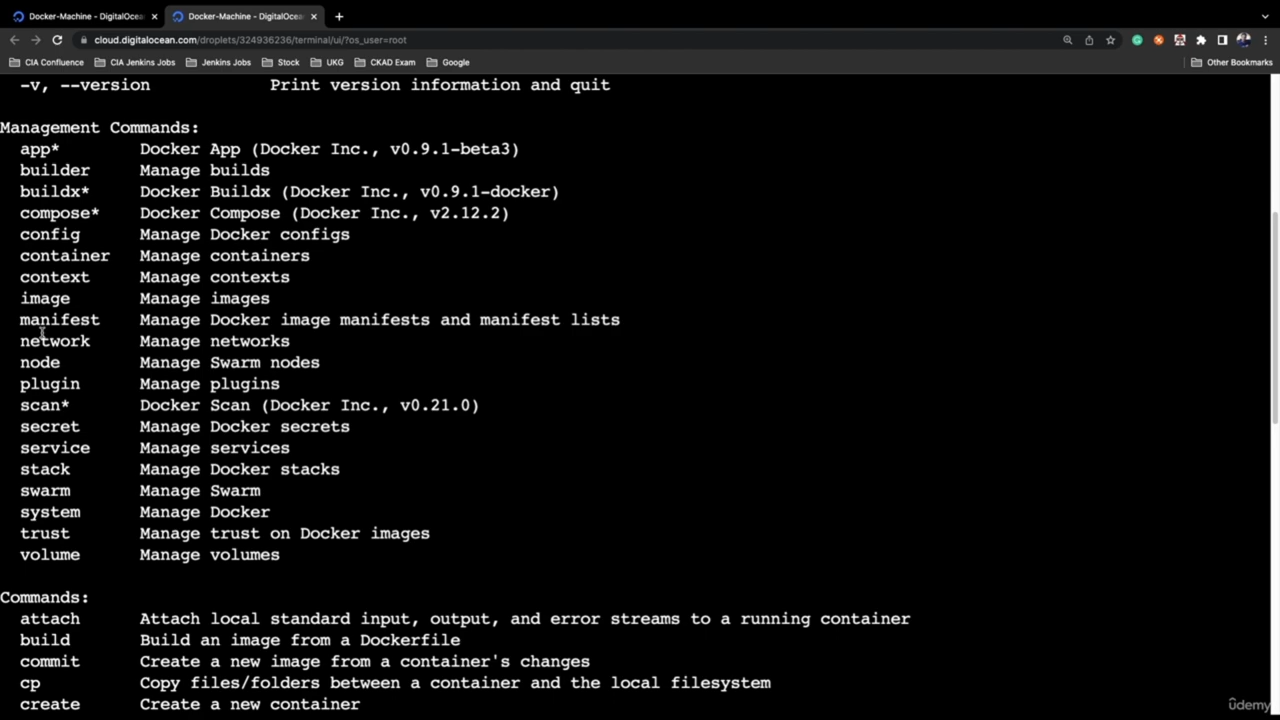 Docker-Machine - DigitalOcea
Docker-Machine - DigitalOcea
cloud.digitalocean.com/droplets/324936236/terminal/ui/?os_user=root
CIA Confluence
CIA Jenkins Jobs
Jenkins Jobs
Stock
UKG
CKAD Exam
Google
Other Bookmarks
-v, --version Print version information and quit
Management Commands:
app* Docker App (Docker Inc., v0.9.1-beta3)
builder Manage builds
buildx* Docker Buildx (Docker Inc., v0.9.1-docker)
compose* Docker Compose (Docker Inc., v2.12.2)
config Manage Docker configs
container Manage containers
context Manage contexts
image Manage images
manifest Manage Docker image manifests and manifest lists
network Manage networks
node Manage Swarm nodes
plugin Manage plugins
scan* Docker Scan (Docker Inc., v0.21.0)
secret Manage Docker secrets
service Manage services
stack Manage Docker stacks
swarm Manage Swarm
system Manage Docker
trust Manage trust on Docker images
volume Manage volumes
Commands:
attach Attach local standard input, output, and error streams to a running container
build Build an image from a Dockerfile
commit Create a new image from a container's changes
cp Copy files/folders between a container and the local filesystem
create Create a new container
ûdemy